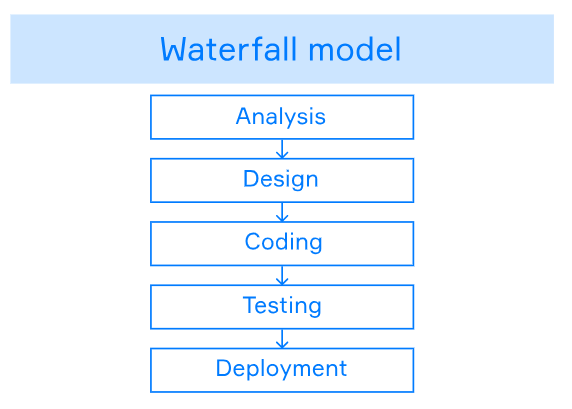 Waterfall model
Analysis
Design
Coding
Testing
Deployment